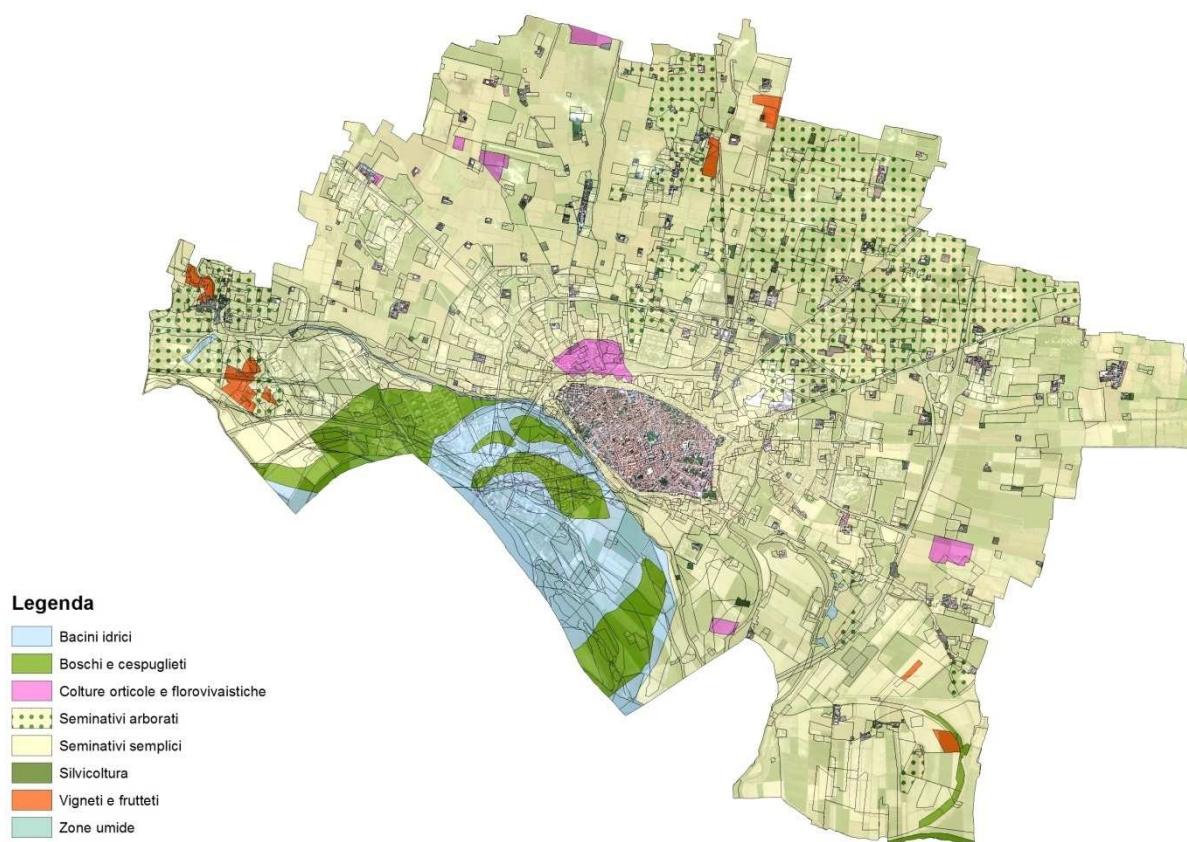 Legenda
Bacini idrici
Boschi e cespuglieti
Colture orticole e florovivaistiche
Seminativi arborati
Seminativi semplici
Silvicoltura
Vigneti e frutteti
Zone umide